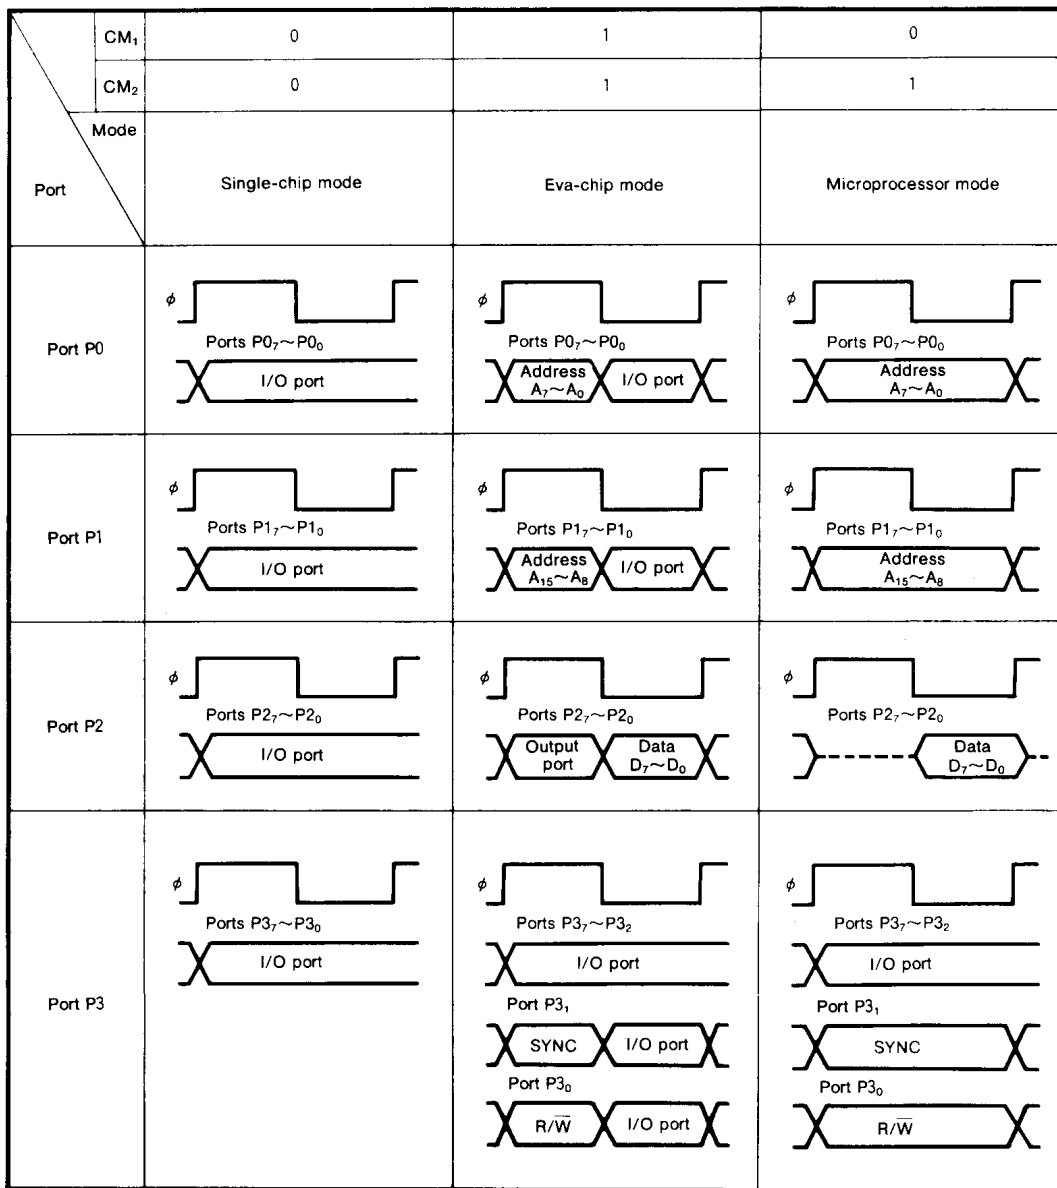 CM₁ 0 1 0
CM₂ 0 1 1
Mode
Port Single-chip mode Eva-chip mode Microprocessor mode
Port P0
φ φ φ
Ports P0₇~P0₀ Ports P0₇~P0₀ Ports P0₇~P0₀
I/O port Address A₇~A₀ I/O port Address A₇~A₀
Port P1
φ φ φ
Ports P1₇~P1₀ Ports P1₇~P1₀ Ports P1₇~P1₀
I/O port Address A₁₅~A₈ I/O port Address A₁₅~A₈
Port P2
φ φ φ
Ports P2₇~P2₀ Ports P2₇~P2₀ Ports P2₇~P2₀
I/O port Output port Data D₇~D₀ Data D₇~D₀
Port P3
φ φ φ
Ports P3₇~P3₀ Ports P3₇~P3₂ Ports P3₇~P3₂
I/O port I/O port I/O port
Port P3₁ Port P3₁
SYNC I/O port SYNC
Port P3₀ Port P3₀
R/W̅ I/O port R/W̅